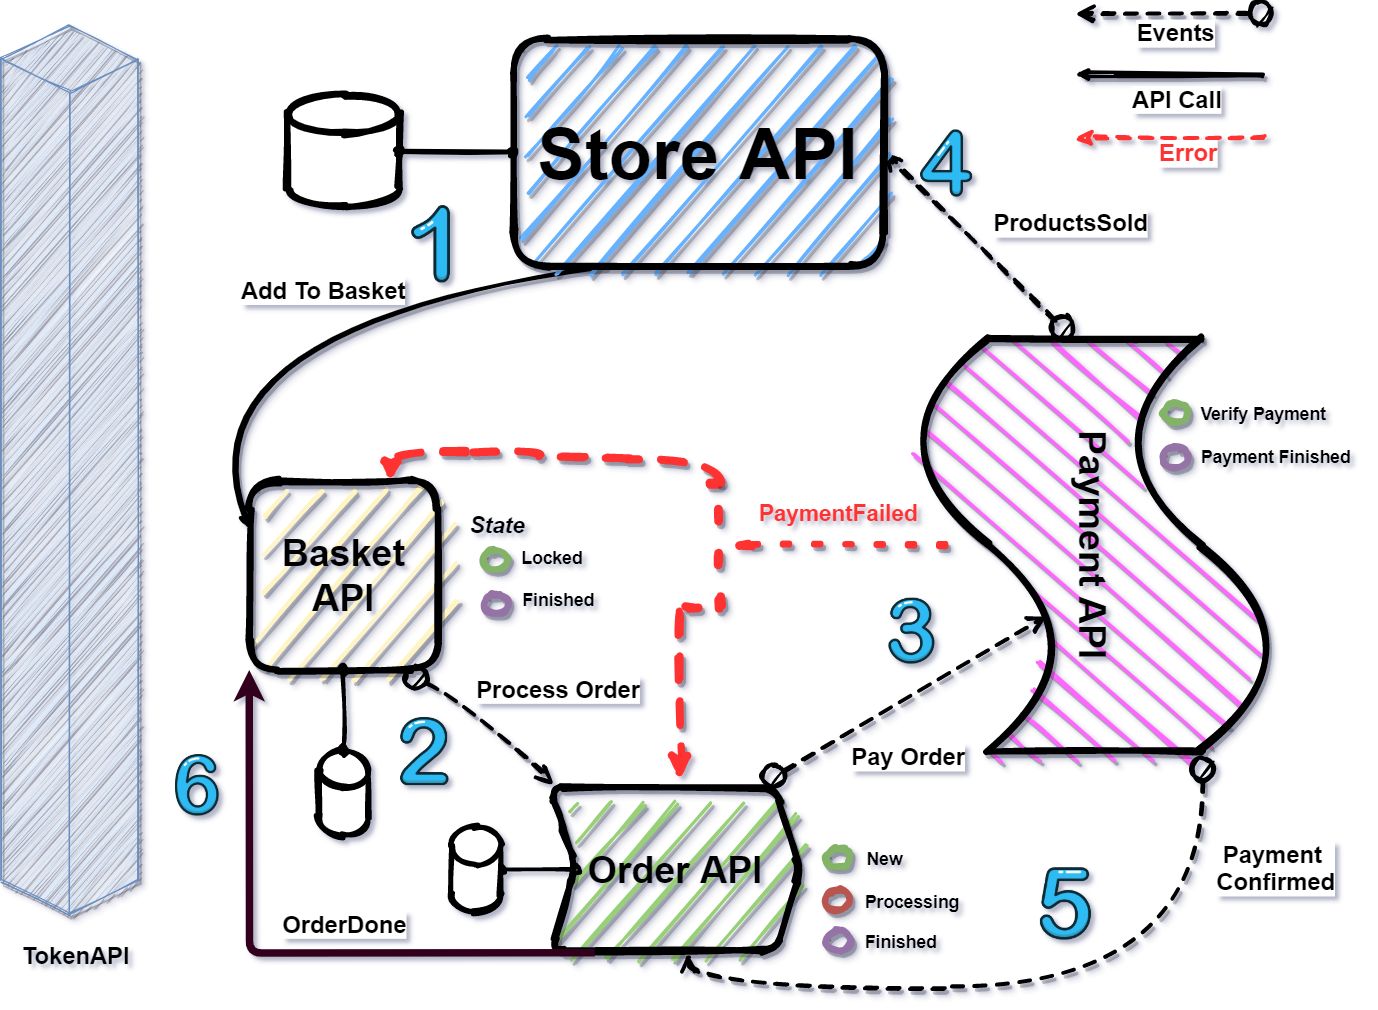 Events
API Call
Error
Store API
4
ProductsSold
1
Add To Basket
Verify Payment
Payment Finished
Payment API
PaymentFailed
State
Locked
Finished
Basket
API
3
Process Order
2
Pay Order
6
Order API
New
Processing
Finished
Payment
Confirmed
5
OrderDone
TokenAPI